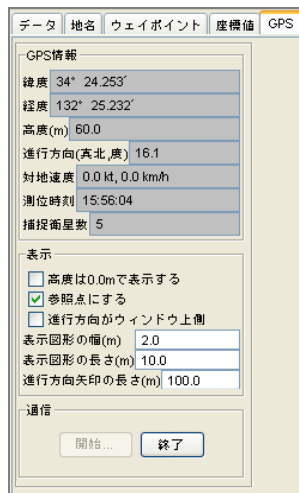 データ 地名 ウェイポイント 座標値 GPS
GPS情報
緯度 34° 24.253′
経度 132° 25.232′
高度(m) 60.0
進行方向(真北,度) 16.1
対地速度 0.0 kt, 0.0 km/h
測位時刻 15:56:04
捕捉衛星数 5
表示
高度は0.0mで表示する
参照点にする
進行方向がウィンドウ上側
表示図形の幅(m) 2.0
表示図形の長さ(m) 10.0
進行方向矢印の長さ(m) 100.0
通信
開始... 終了